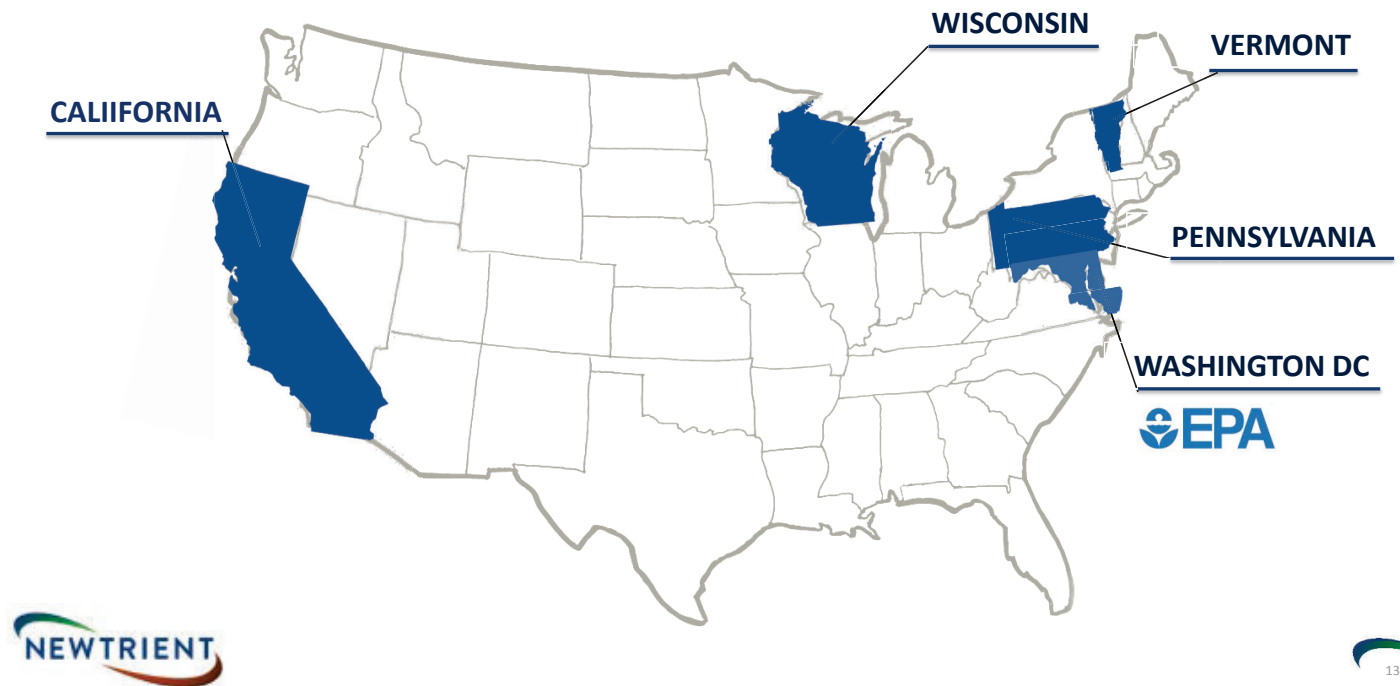 WISCONSIN
VERMONT
CALIIFORNIA
PENNSYLVANIA
WASHINGTON DC
EPA
NEWTRIENT
13